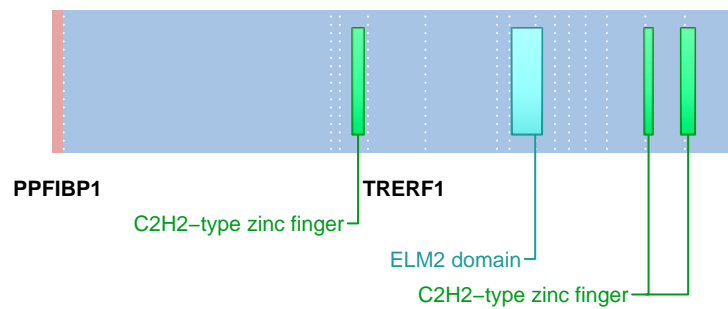 PPFIBP1 TRERF1
C2H2−type zinc finger
ELM2 domain
C2H2−type zinc finger